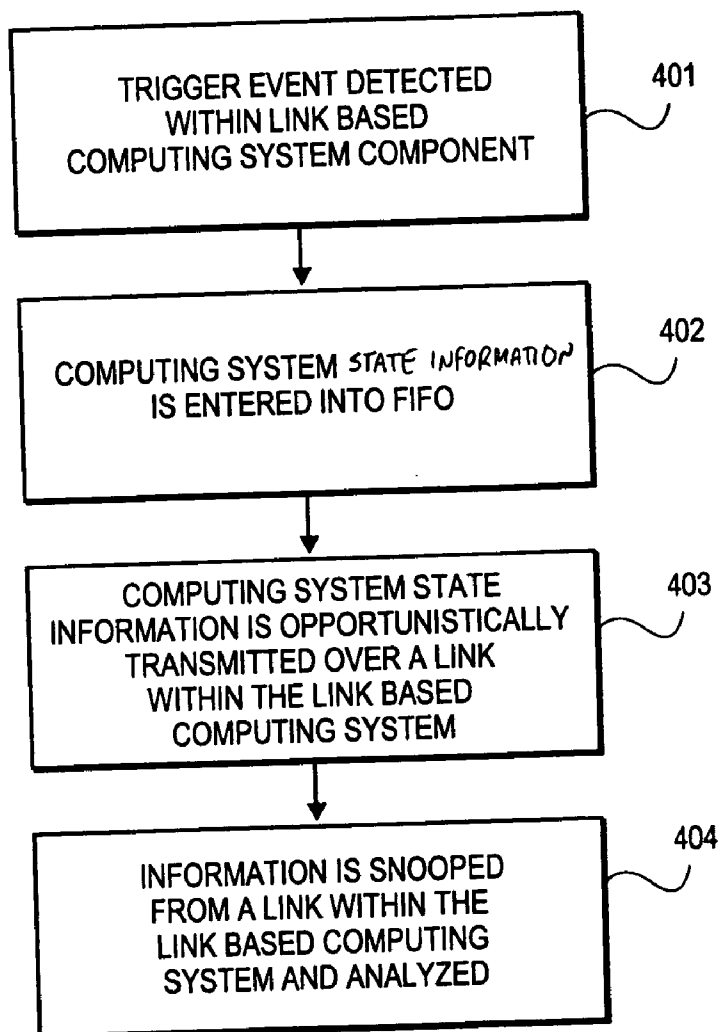 TRIGGER EVENT DETECTED
WITHIN LINK BASED
COMPUTING SYSTEM COMPONENT
401
COMPUTING SYSTEM STATE INFORMATION
IS ENTERED INTO FIFO
402
COMPUTING SYSTEM STATE
INFORMATION IS OPPORTUNISTICALLY
TRANSMITTED OVER A LINK
WITHIN THE LINK BASED
COMPUTING SYSTEM
403
INFORMATION IS SNOOPED
FROM A LINK WITHIN THE
LINK BASED COMPUTING
SYSTEM AND ANALYZED
404